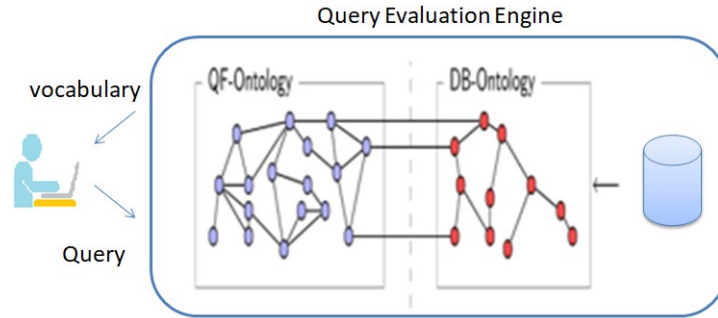 Query Evaluation Engine
QF-Ontology
DB-Ontology
vocabulary
Query